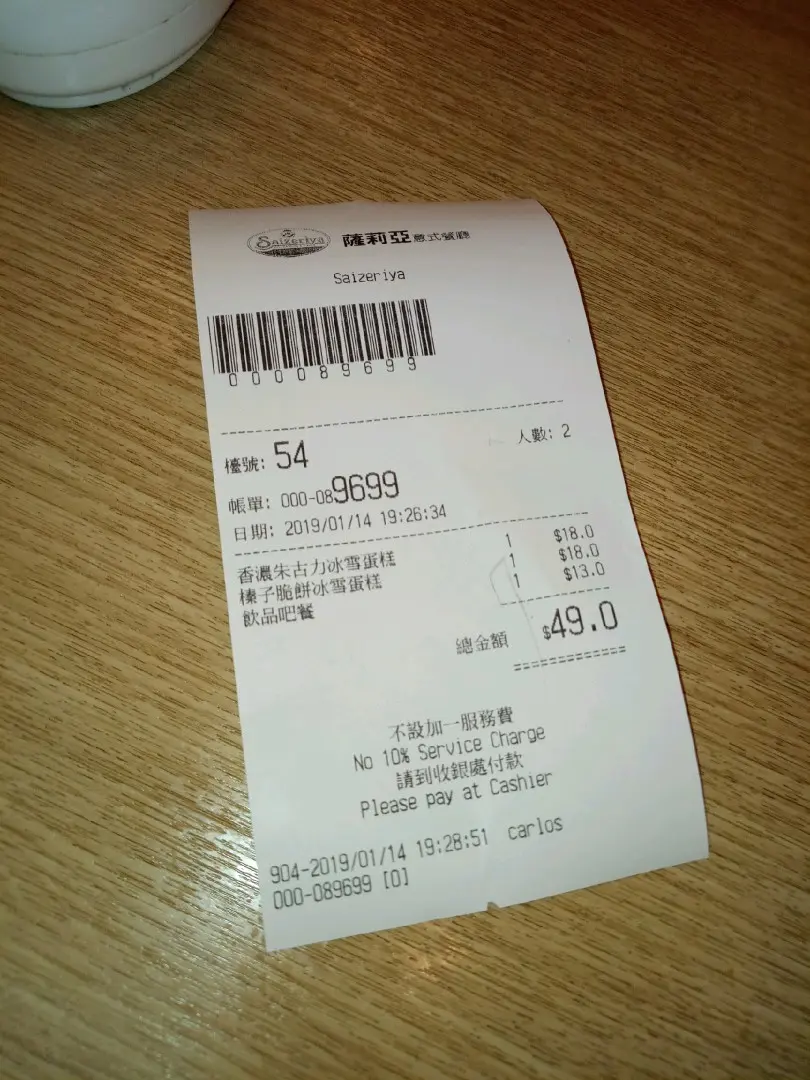 Saizeriya 薩莉亞意式餐廳
Saizeriya
000089699
檯號: 54 人數: 2
帳單: 000-089699
日期: 2019/01/14 19:26:34
香濃朱古力冰雪蛋糕 1 $18.0
榛子脆餅冰雪蛋糕 1 $18.0
飲品吧餐 1 $13.0
總金額 $49.0
不設加一服務費
No 10% Service Charge
請到收銀處付款
Please pay at Cashier
904-2019/01/14 19:28:51 carlos
000-089699 [0]